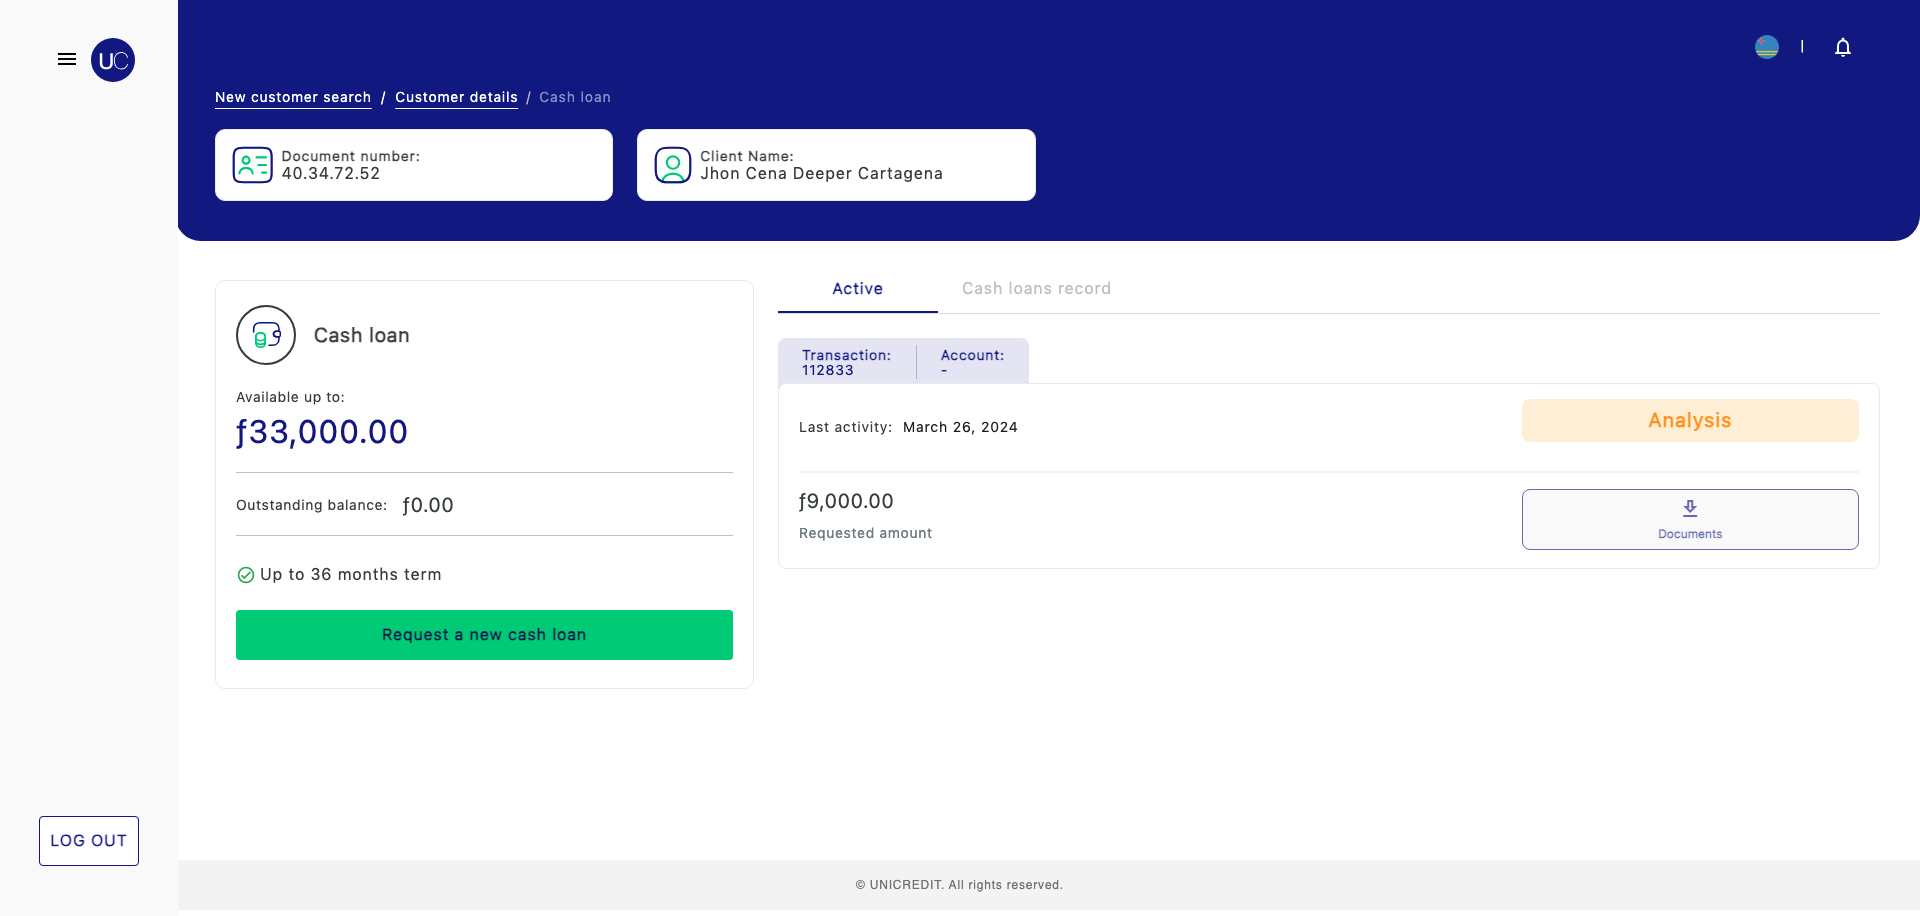 UC
New customer search / Customer details / Cash loan
Document number:
40.34.72.52
Client Name:
Jhon Cena Deeper Cartagena
Cash loan
Available up to:
ƒ33,000.00
Outstanding balance: ƒ0.00
Up to 36 months term
Request a new cash loan
Active
Cash loans record
Transaction:
112833
Account:
-
Last activity: March 26, 2024
Analysis
ƒ9,000.00
Requested amount
Documents
LOG OUT
© UNICREDIT. All rights reserved.